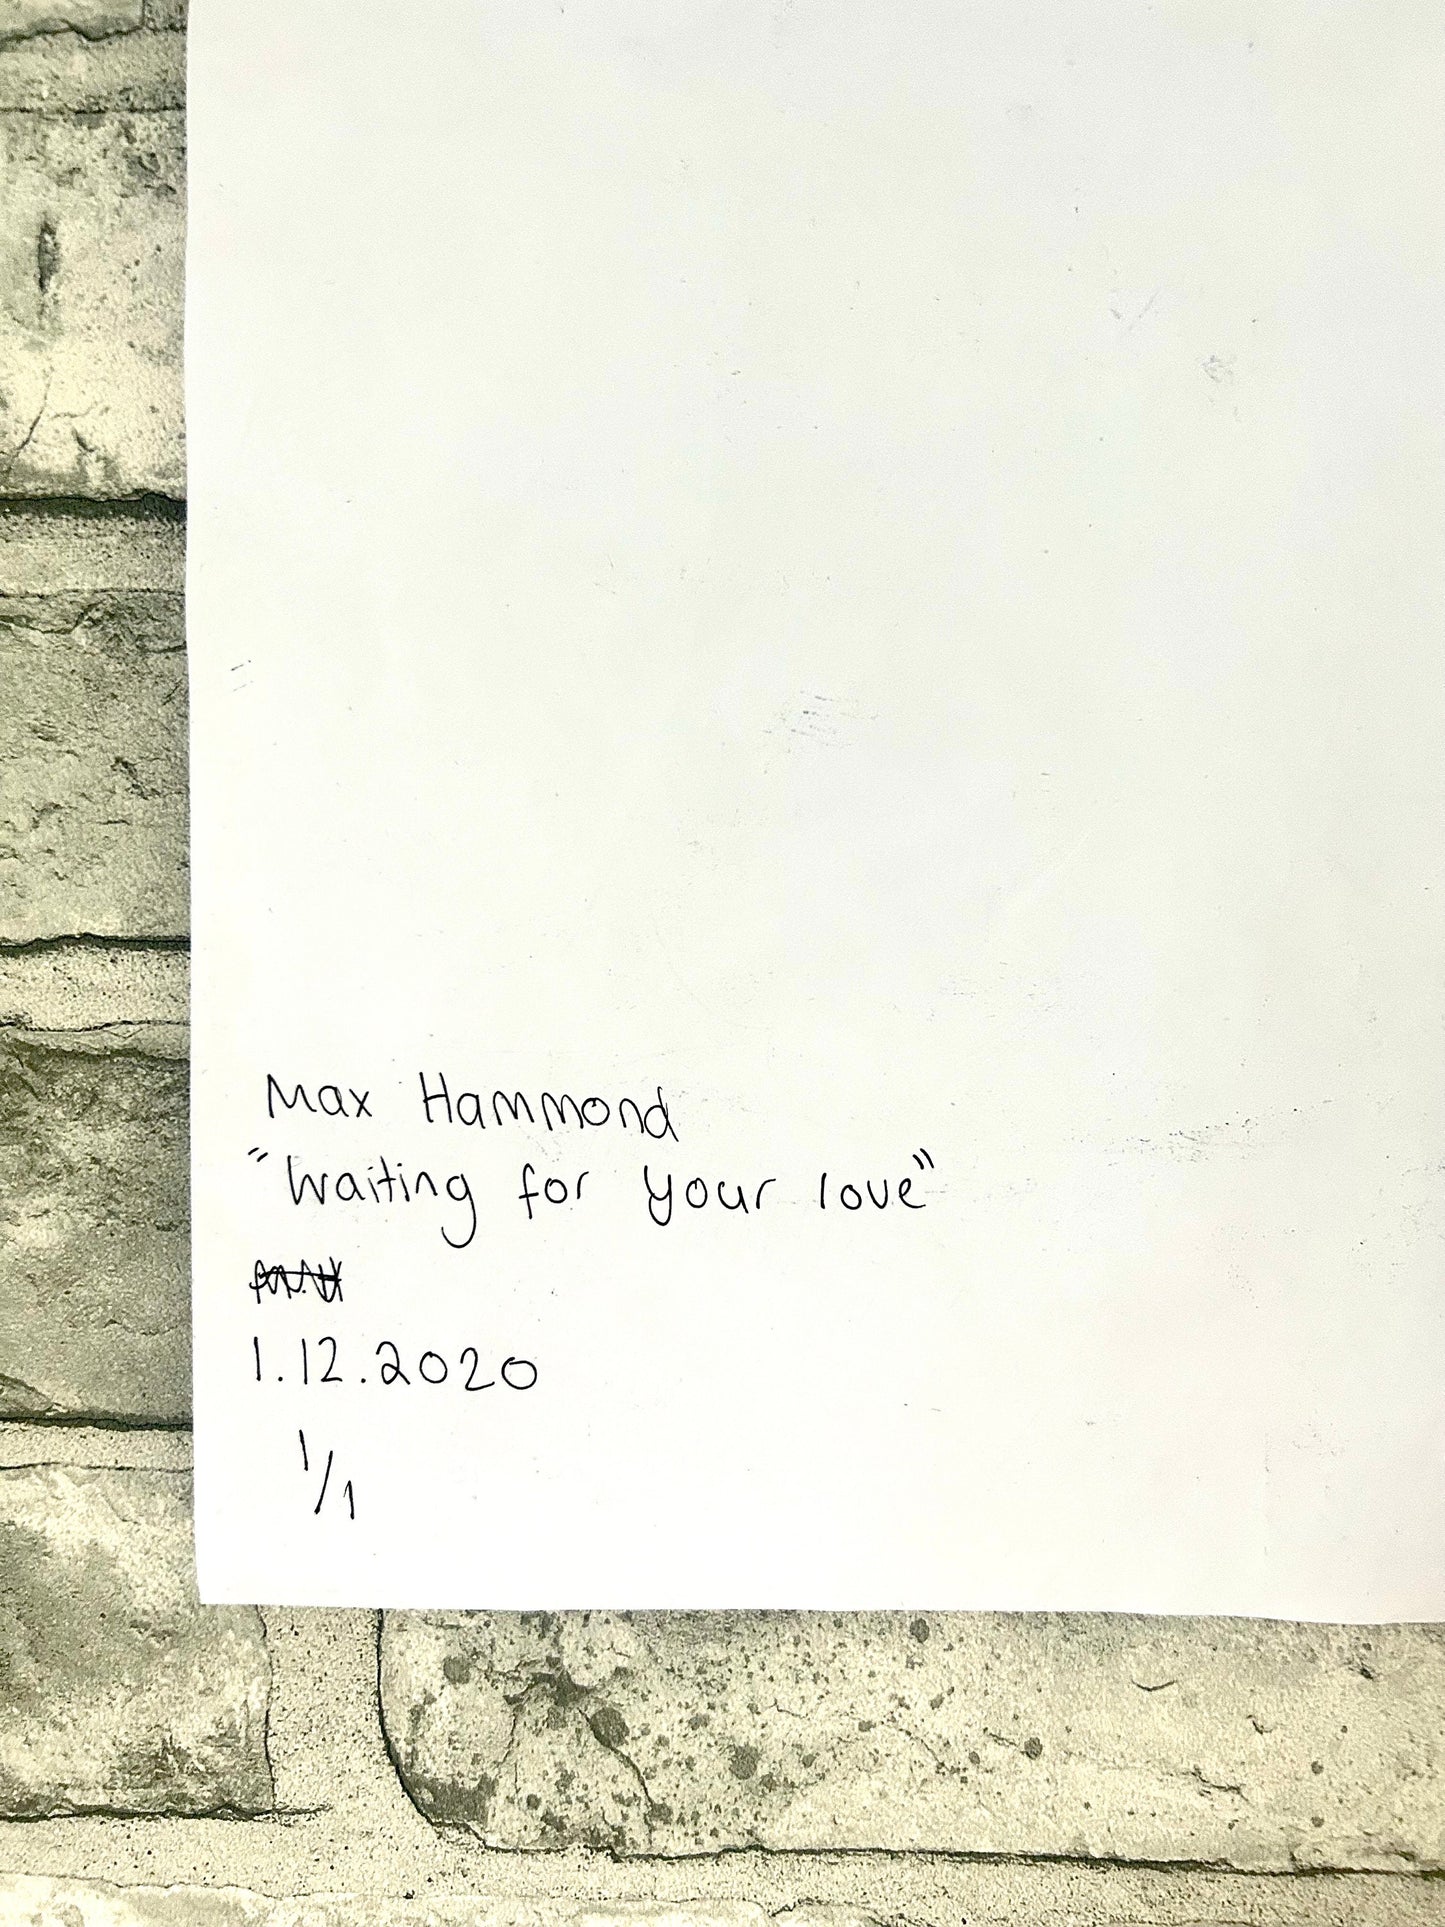 Max Hammond
"Waiting for your love"
1.12.2020
1/1